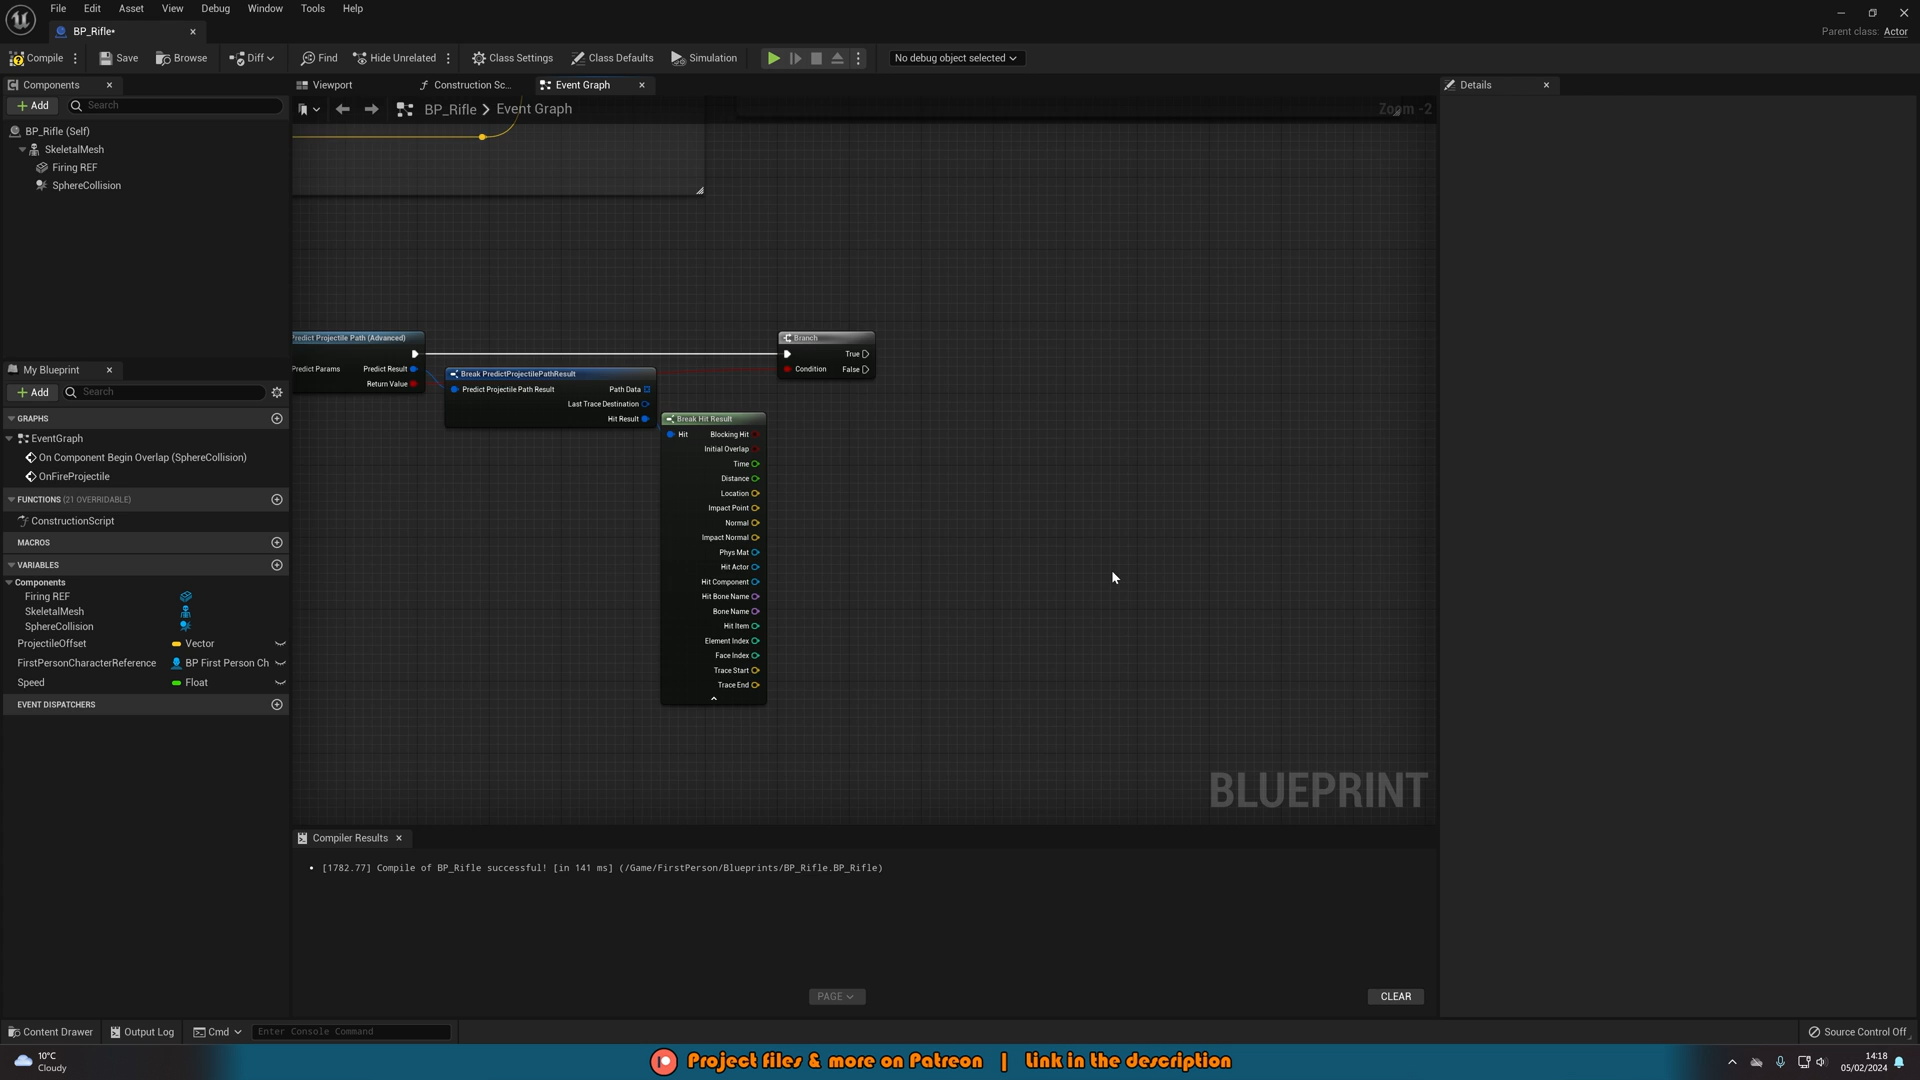 File Edit Asset View Debug Window Tools Help
BP_Rifle•
Parent class: Actor
Compile Save Browse Diff Find Hide Unrelated Class Settings Class Defaults Simulation No debug object selected
Components Viewport Construction Sc... Event Graph Details
Add Search
BP_Rifle > Event Graph
Zoom -2
BP_Rifle (Self)
SkeletalMesh
Firing REF
SphereCollision
Predict Projectile Path (Advanced)
Predict Params Predict Result
Return Value
Break PredictProjectilePathResult
Predict Projectile Path Result Path Data
Last Trace Destination
Hit Result
Branch
True
Condition False
Break Hit Result
Hit Blocking Hit
Initial Overlap
Time
Distance
Location
Impact Point
Normal
Impact Normal
Phys Mat
Hit Actor
Hit Component
Hit Bone Name
Bone Name
Hit Item
Element Index
Face Index
Trace Start
Trace End
My Blueprint
Add Search
GRAPHS
EventGraph
On Component Begin Overlap (SphereCollision)
OnFireProjectile
FUNCTIONS (21 OVERRIDABLE)
ConstructionScript
MACROS
VARIABLES
Components
Firing REF
SkeletalMesh
SphereCollision
ProjectileOffset Vector
FirstPersonCharacterReference BP First Person Ch
Speed Float
EVENT DISPATCHERS
BLUEPRINT
Compiler Results
• [1782.77] Compile of BP_Rifle successful! [in 141 ms] (/Game/FirstPerson/Blueprints/BP_Rifle.BP_Rifle)
PAGE CLEAR
Content Drawer Output Log Cmd Enter Console Command Source Control Off
10°C
Cloudy
Project files & more on Patreon | Link in the description
14:18
05/02/2024